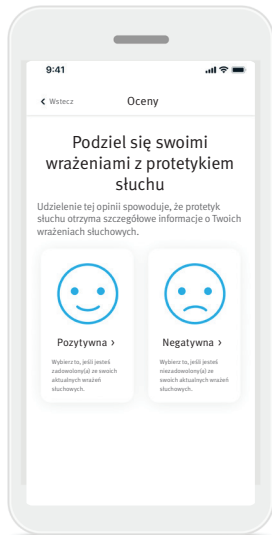 9:41
Wstecz
Oceny
Podziel się swoimi
wrażeniami z protetykiem
słuchu
Udzielenie tej opinii spowoduje, że protetyk
słuchu otrzyma szczegółowe informacje o Twoich
wrażeniach słuchowych.
Pozytywna
Wybierz to, jeśli jesteś
zadowolony(a) ze swoich
aktualnych wrażeń
słuchowych.
Negatywna
Wybierz to, jeśli jesteś
niezadowolony(a) ze
swoich aktualnych wrażeń
słuchowych.